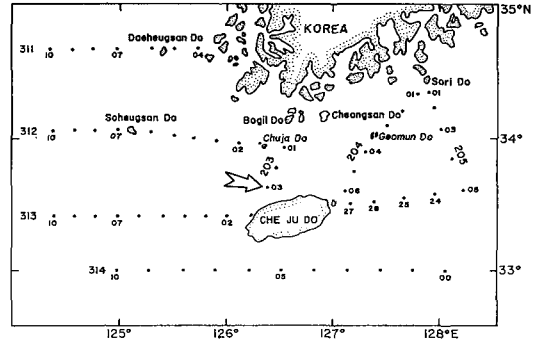 35°N
KOREA
Daeheugsan Do
311
10 07 04
Sori Do
01 01
Bogil Do
Cheongsan Do
Soheugsan Do
Chuja Do
Geomun Do
312
10 07 02 01
34°
203
204
04
03
205
03
06
05
313
10 07 02
CHE JU DO
27 26 25 24
314
10 05 00
33°
125° 126° 127° 128°E